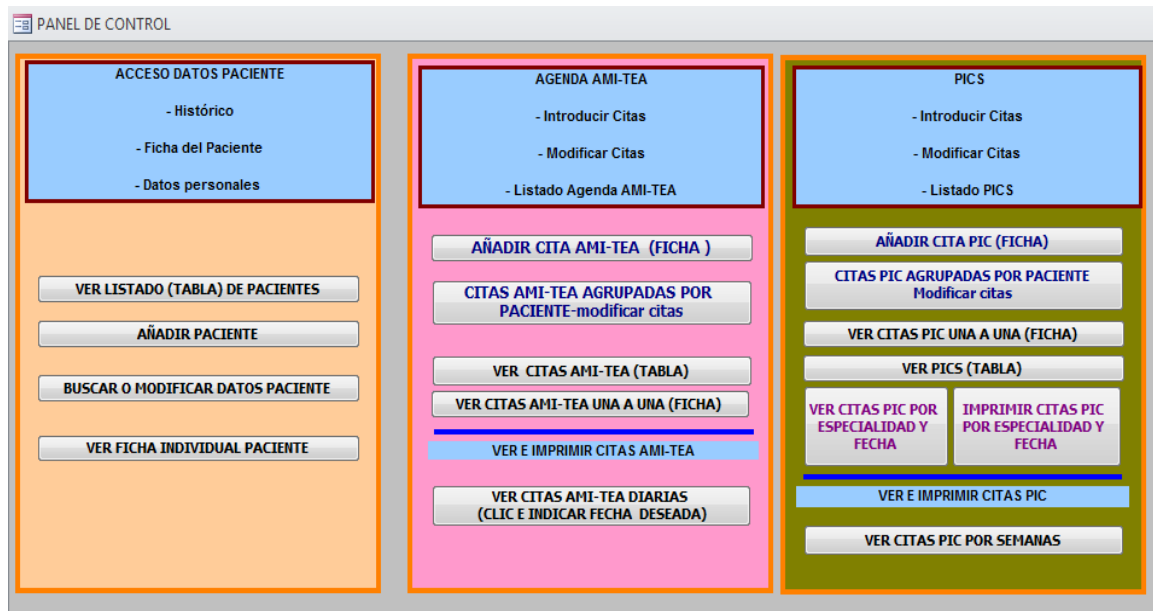 PANEL DE CONTROL
ACCESO DATOS PACIENTE
- Histórico
- Ficha del Paciente
- Datos personales
VER LISTADO (TABLA) DE PACIENTES
AÑADIR PACIENTE
BUSCAR O MODIFICAR DATOS PACIENTE
VER FICHA INDIVIDUAL PACIENTE
AGENDA AMI-TEA
- Introducir Citas
- Modificar Citas
- Listado Agenda AMI-TEA
AÑADIR CITA AMI-TEA (FICHA )
CITAS AMI-TEA AGRUPADAS POR
PACIENTE-modificar citas
VER CITAS AMI-TEA (TABLA)
VER CITAS AMI-TEA UNA A UNA (FICHA)
VER E IMPRIMIR CITAS AMI-TEA
VER CITAS AMI-TEA DIARIAS
(CLIC E INDICAR FECHA DESEADA)
PICS
- Introducir Citas
- Modificar Citas
- Listado PICS
AÑADIR CITA PIC (FICHA)
CITAS PIC AGRUPADAS POR PACIENTE
Modificar citas
VER CITAS PIC UNA A UNA (FICHA)
VER PICS (TABLA)
VER CITAS PIC POR
ESPECIALIDAD Y
FECHA
IMPRIMIR CITAS PIC
POR ESPECIALIDAD Y
FECHA
VER E IMPRIMIR CITAS PIC
VER CITAS PIC POR SEMANAS